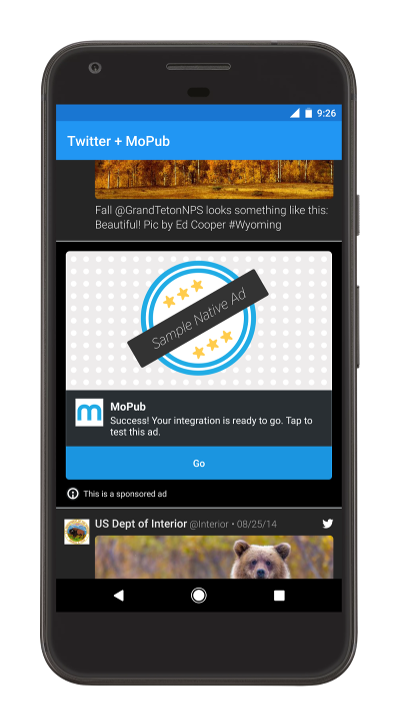 9:26
Twitter + MoPub
Fall @GrandTetonNPS looks something like this:
Beautiful! Pic by Ed Cooper #Wyoming
Sample Native Ad
m
MoPub
Success! Your integration is ready to go. Tap to
test this ad.
Go
This is a sponsored ad
US Dept of Interior @Interior • 08/25/14